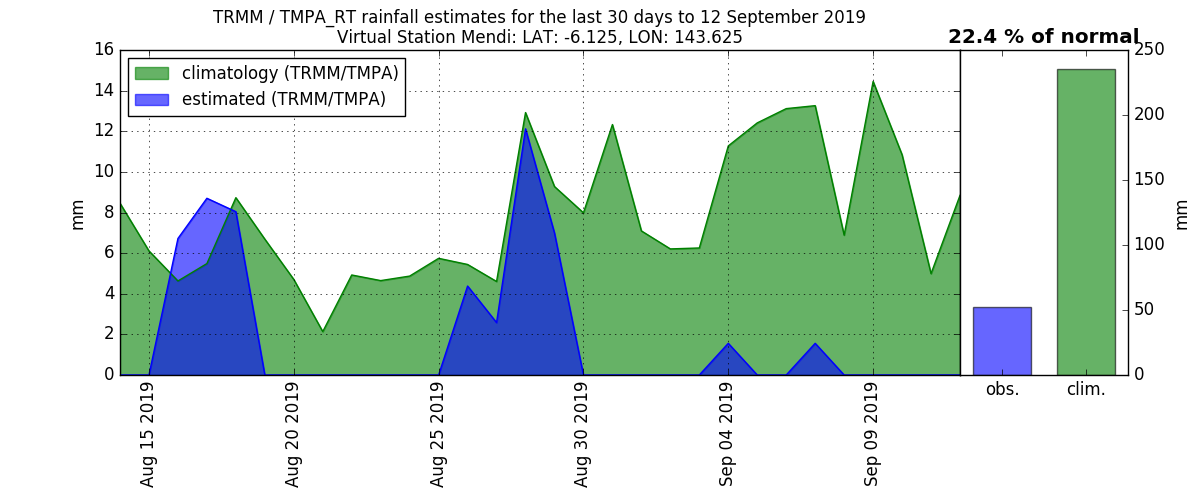 TRMM / TMPA_RT rainfall estimates for the last 30 days to 12 September 2019
Virtual Station Mendi: LAT: -6.125, LON: 143.625
22.4 % of normal
climatology (TRMM/TMPA)
estimated (TRMM/TMPA)
16
14
12
10
8
6
4
2
0
mm
Aug 15 2019
Aug 20 2019
Aug 25 2019
Aug 30 2019
Sep 04 2019
Sep 09 2019
obs.
clim.
250
200
150
100
50
0
mm